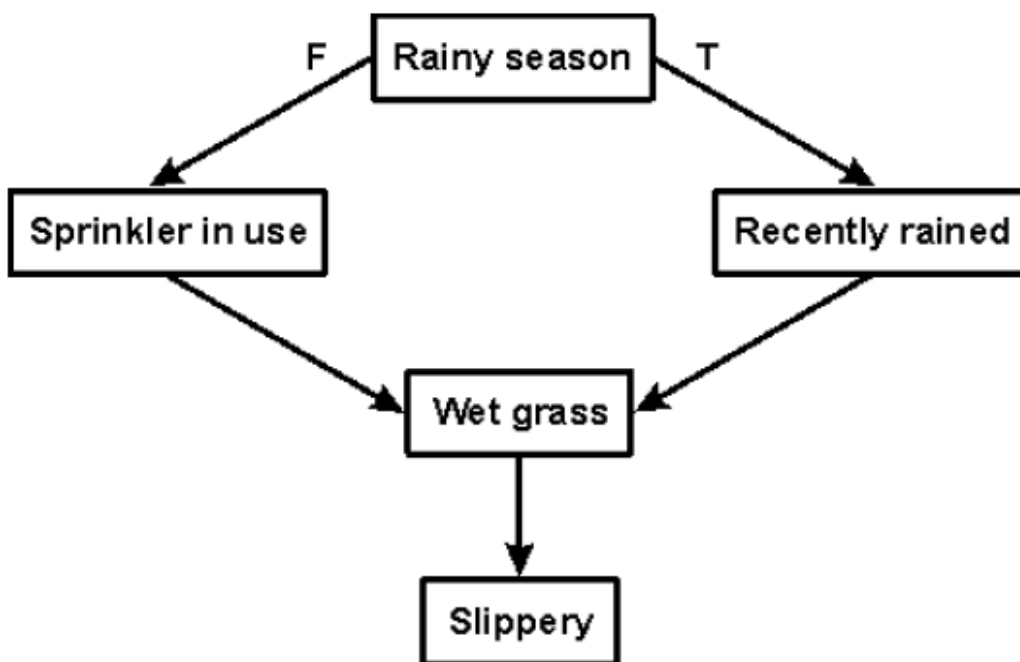 F
Rainy season
T
Sprinkler in use
Recently rained
Wet grass
Slippery